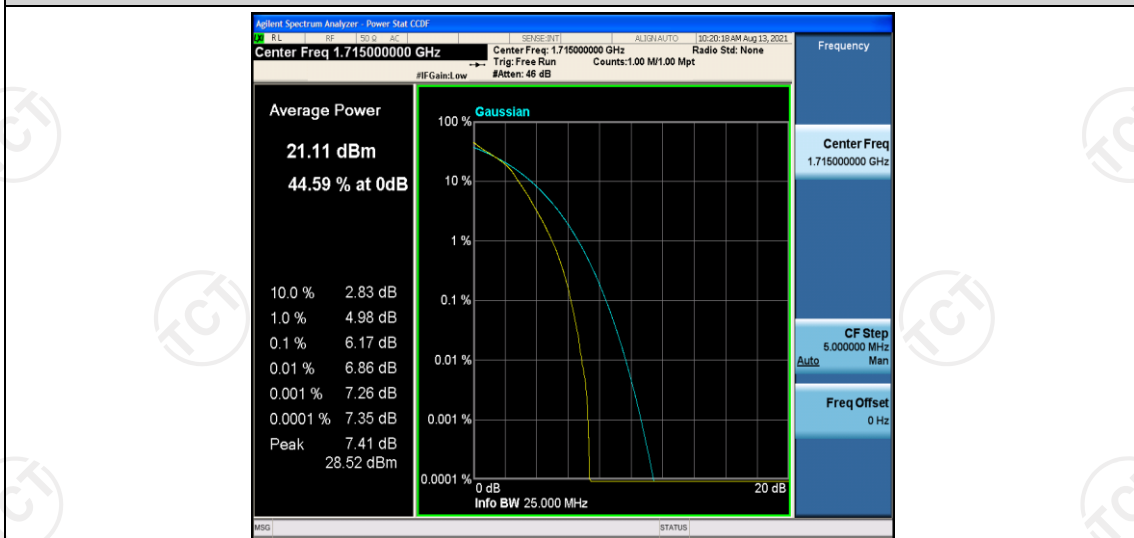 Agilent Spectrum Analyzer - Power Stat CCDF
LXI RL RF 50 Ω AC SENSE:INT ALIGN AUTO 10:20:18 AM Aug 13, 2021
Center Freq 1.715000000 GHz
Center Freq: 1.715000000 GHz Radio Std: None
Trig: Free Run Counts:1.00 M/1.00 Mpt
#IFGain:Low #Atten: 46 dB
Frequency
Average Power
21.11 dBm
44.59 % at 0dB
10.0 % 2.83 dB
1.0 % 4.98 dB
0.1 % 6.17 dB
0.01 % 6.86 dB
0.001 % 7.26 dB
0.0001 % 7.35 dB
Peak 7.41 dB
28.52 dBm
Gaussian
100 %
10 %
1 %
0.1 %
0.01 %
0.001 %
0.0001 %
0 dB 20 dB
Info BW 25.000 MHz
Center Freq
1.715000000 GHz
CF Step
5.000000 MHz
Auto Man
Freq Offset
0 Hz
MSG STATUS
TCT
TCT
TCT
TCT
TCT
TCT